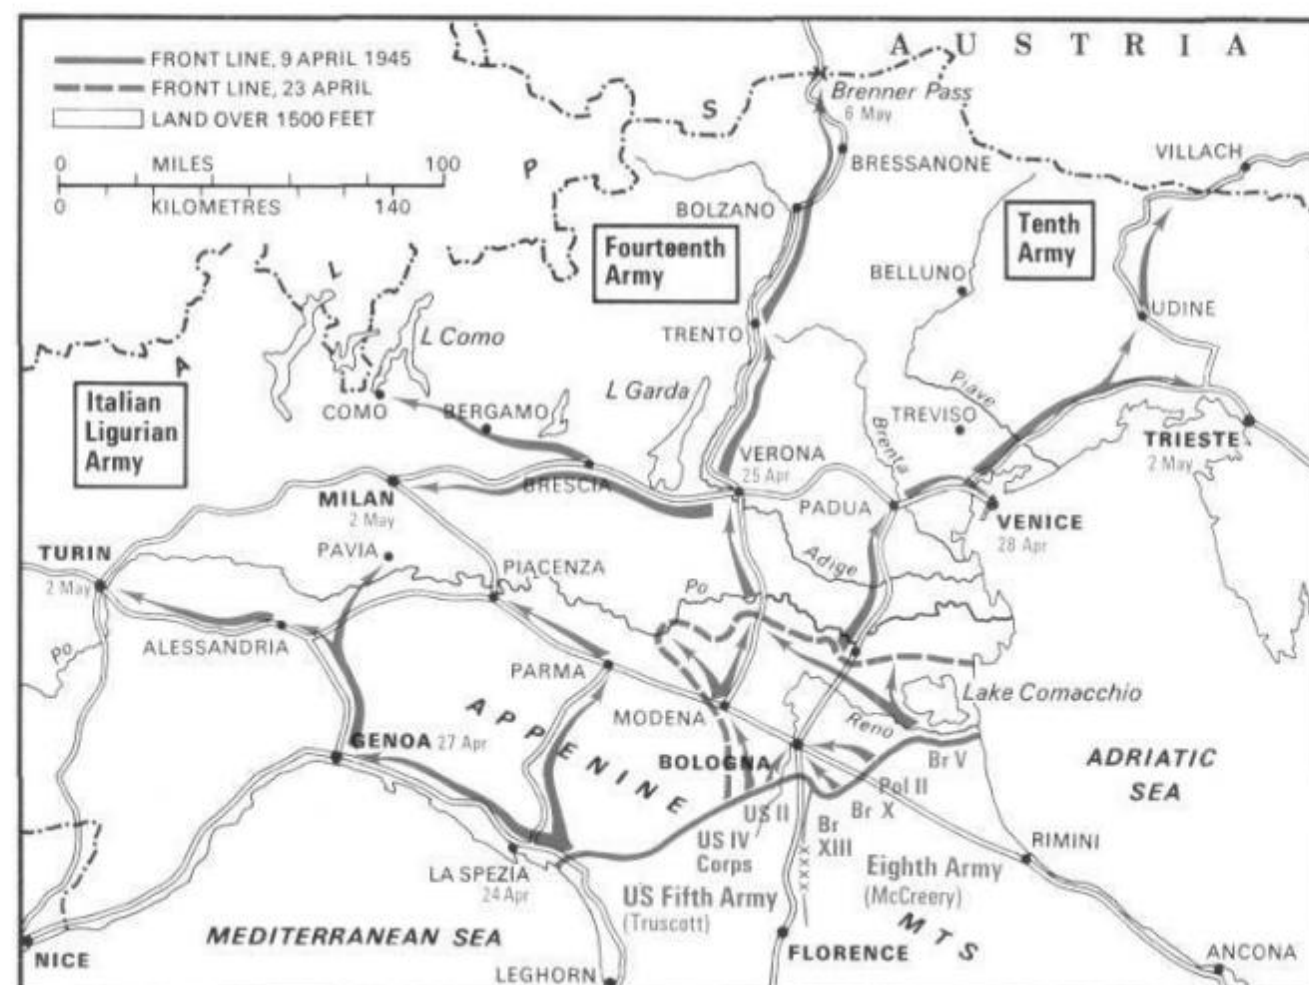 AUSTRIA
FRONT LINE, 9 APRIL 1945
FRONT LINE, 23 APRIL
LAND OVER 1500 FEET
0 MILES 100
0 KILOMETRES 140
ALPS
Brenner Pass
6 May
BRESSANONE
VILLACH
BOLZANO
Fourteenth
Army
Tenth
Army
BELLUNO
UDINE
TRENTO
L Como
L Garda
Italian
Ligurian
Army
COMO
BERGAMO
Piave
TREVISO
Brenta
TRIESTE
2 May
VERONA
25 Apr
BRESCIA
MILAN
2 May
PADUA
VENICE
28 Apr
PAVIA
TURIN
2 May
PIACENZA
Adige
Po
Po
ALESSANDRIA
PARMA
Lake Comacchio
MODENA
Reno
GENOA 27 Apr
APPENINE
BOLOGNA
Br V
ADRIATIC
SEA
Pol II
US II
Br X
US IV
Corps
Br
XIII
RIMINI
LA SPEZIA
24 Apr
US Fifth Army
(Truscott)
Eighth Army
(McCreery)
MTS
MEDITERRANEAN SEA
NICE
FLORENCE
ANCONA
LEGHORN